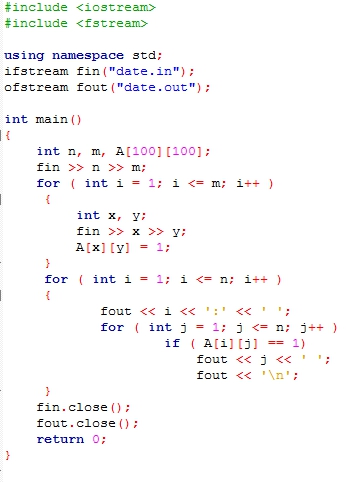 #include <iostream>
#include <fstream>
using namespace std;
ifstream fin("date.in");
ofstream fout("date.out");
int main()
{
int n, m, A[100][100];
fin >> n >> m;
for ( int i = 1; i <= m; i++ )
{
int x, y;
fin >> x >> y;
A[x][y] = 1;
}
for ( int i = 1; i <= n; i++ )
{
fout << i << ':' << ' ';
for ( int j = 1; j <= n; j++ )
if ( A[i][j] == 1)
fout << j << ' ';
fout << '\n';
}
fin.close();
fout.close();
return 0;
}